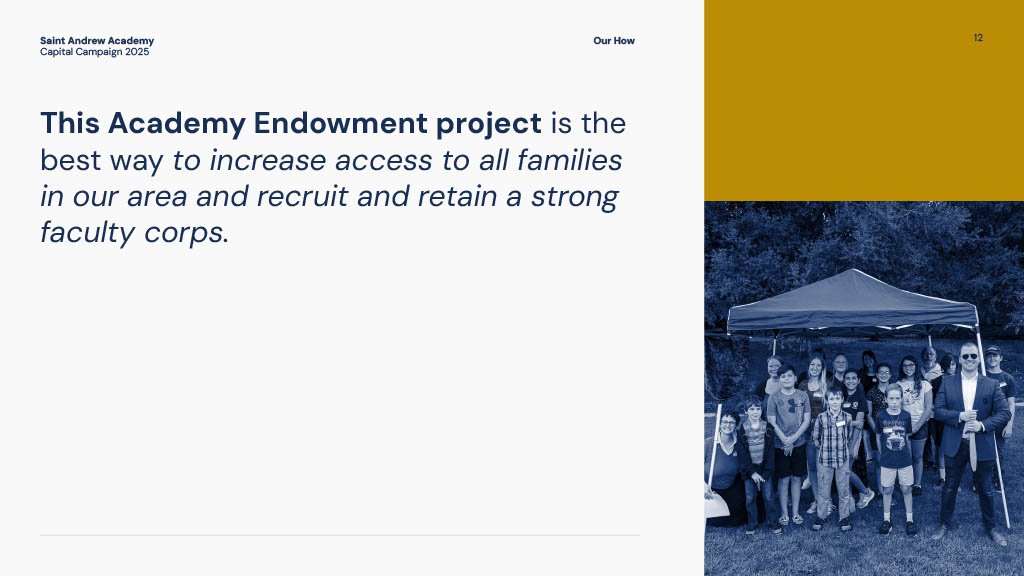 Saint Andrew Academy
Capital Campaign 2025
Our How
12
This Academy Endowment project is the
best way to increase access to all families
in our area and recruit and retain a strong
faculty corps.